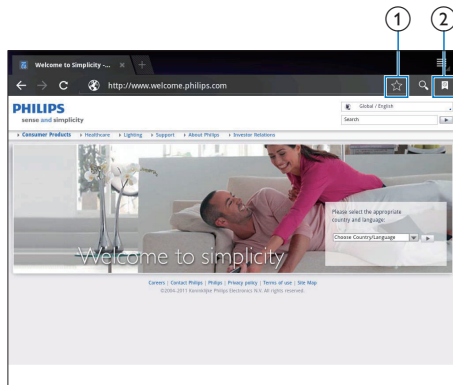 1 2
Welcome to Simplicity -... × +
http://www.welcome.philips.com
PHILIPS
sense and simplicity
Global / English
Search
Consumer Products Healthcare Lighting Support About Philips Investor Relations
Please select the appropriate
country and language:
Choose Country/Language
Welcome to simplicity
Careers | Contact Philips | Philips | Privacy policy | Terms of use | Site Map
©2004-2011 Koninklijke Philips Electronics N.V. All rights reserved.